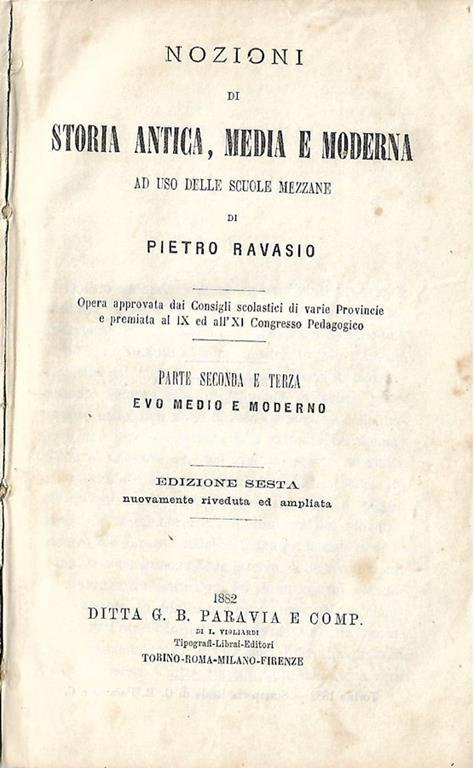 NOZIONI
DI
STORIA ANTICA, MEDIA E MODERNA
AD USO DELLE SCUOLE MEZZANE
DI
PIETRO RAVASIO
Opera approvata dai Consigli scolastici di varie Provincie
e premiata al IX ed all'XI Congresso Pedagogico
PARTE SECONDA E TERZA
EVO MEDIO E MODERNO
EDIZIONE SESTA
nuovamente riveduta ed ampliata
1882
DITTA G. B. PARAVIA E COMP.
DI I. VIGLIARDI
Tipografi-Librai-Editori
TORINO-ROMA-MILANO-FIRENZE